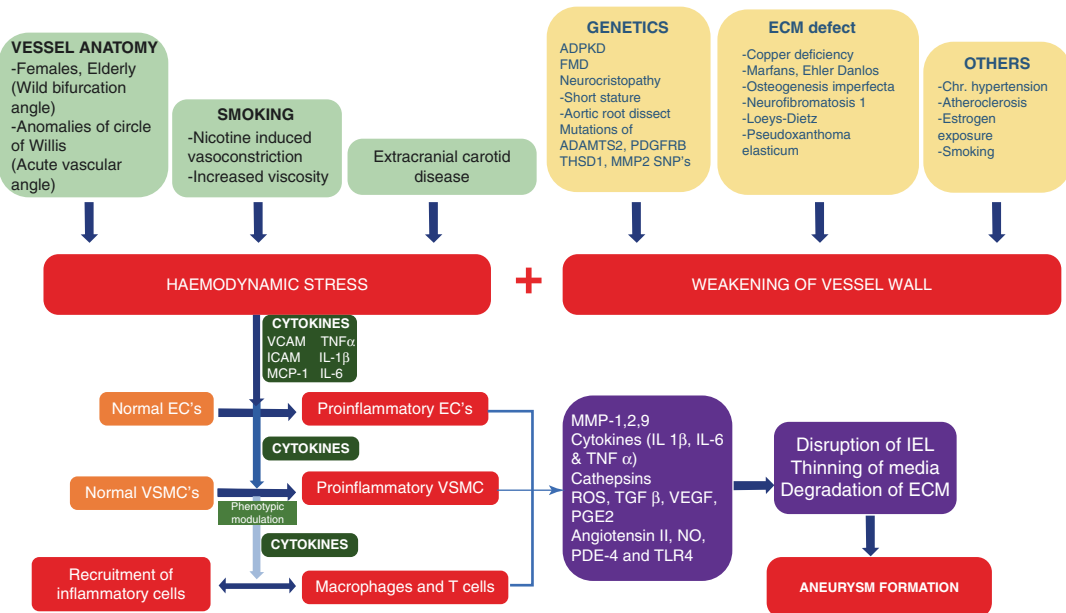 VESSEL ANATOMY
-Females, Elderly
(Wild bifurcation
angle)
-Anomalies of circle
of Willis
(Acute vascular
angle)
SMOKING
-Nicotine induced
vasoconstriction
-Increased viscosity
Extracranial carotid
disease
GENETICS
ADPKD
FMD
Neurocristopathy
-Short stature
-Aortic root dissect
Mutations of
ADAMTS2, PDGFRB
THSD1, MMP2 SNP's
ECM defect
-Copper deficiency
-Marfans, Ehler Danlos
-Osteogenesis imperfecta
-Neurofibromatosis 1
-Loeys-Dietz
-Pseudoxanthoma
elasticum
OTHERS
-Chr. hypertension
-Atheroclerosis
-Estrogen
exposure
-Smoking
HAEMODYNAMIC STRESS
+
WEAKENING OF VESSEL WALL
CYTOKINES
VCAM TNFα
ICAM IL-1β
MCP-1 IL-6
Normal EC's
Proinflammatory EC's
CYTOKINES
Normal VSMC's
Proinflammatory VSMC
Phenotypic
modulation
CYTOKINES
Recruitment of
inflammatory cells
Macrophages and T cells
MMP-1,2,9
Cytokines (IL 1β, IL-6
& TNF α)
Cathepsins
ROS, TGF β, VEGF,
PGE2
Angiotensin II, NO,
PDE-4 and TLR4
Disruption of IEL
Thinning of media
Degradation of ECM
ANEURYSM FORMATION